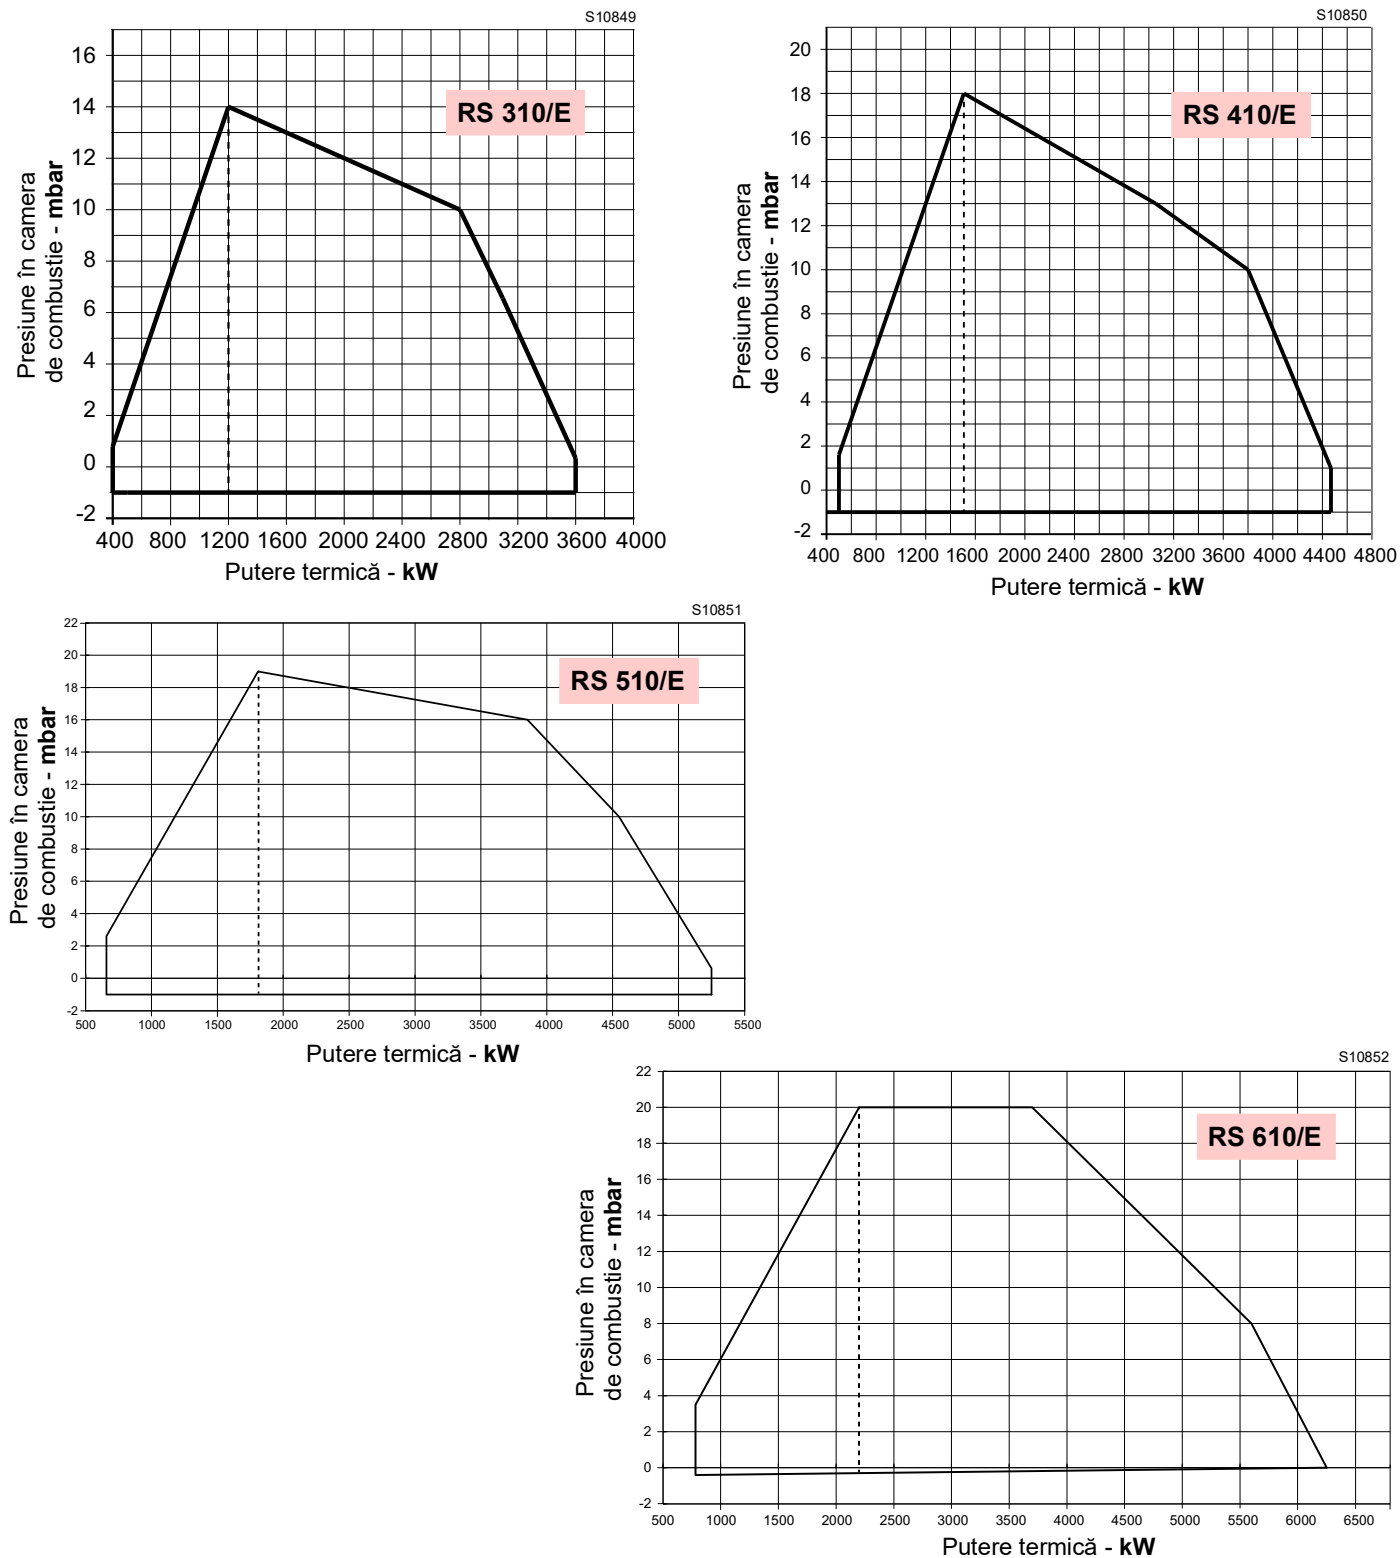 S10849
16
14
12
10
8
6
4
2
0
-2
Presiune în camera
de combustie - mbar
RS 310/E
400 800 1200 1600 2000 2400 2800 3200 3600 4000
Putere termică - kW
S10850
20
18
16
14
12
10
8
6
4
2
0
-2
Presiune în camera
de combustie - mbar
RS 410/E
400 800 1200 1600 2000 2400 2800 3200 3600 4000 4400 4800
Putere termică - kW
S10851
22
20
18
16
14
12
10
8
6
4
2
0
-2
Presiune în camera
de combustie - mbar
RS 510/E
500 1000 1500 2000 2500 3000 3500 4000 4500 5000 5500
Putere termică - kW
S10852
22
20
18
16
14
12
10
8
6
4
2
0
-2
Presiune în camera
de combustie - mbar
RS 610/E
500 1000 1500 2000 2500 3000 3500 4000 4500 5000 5500 6000 6500
Putere termică - kW